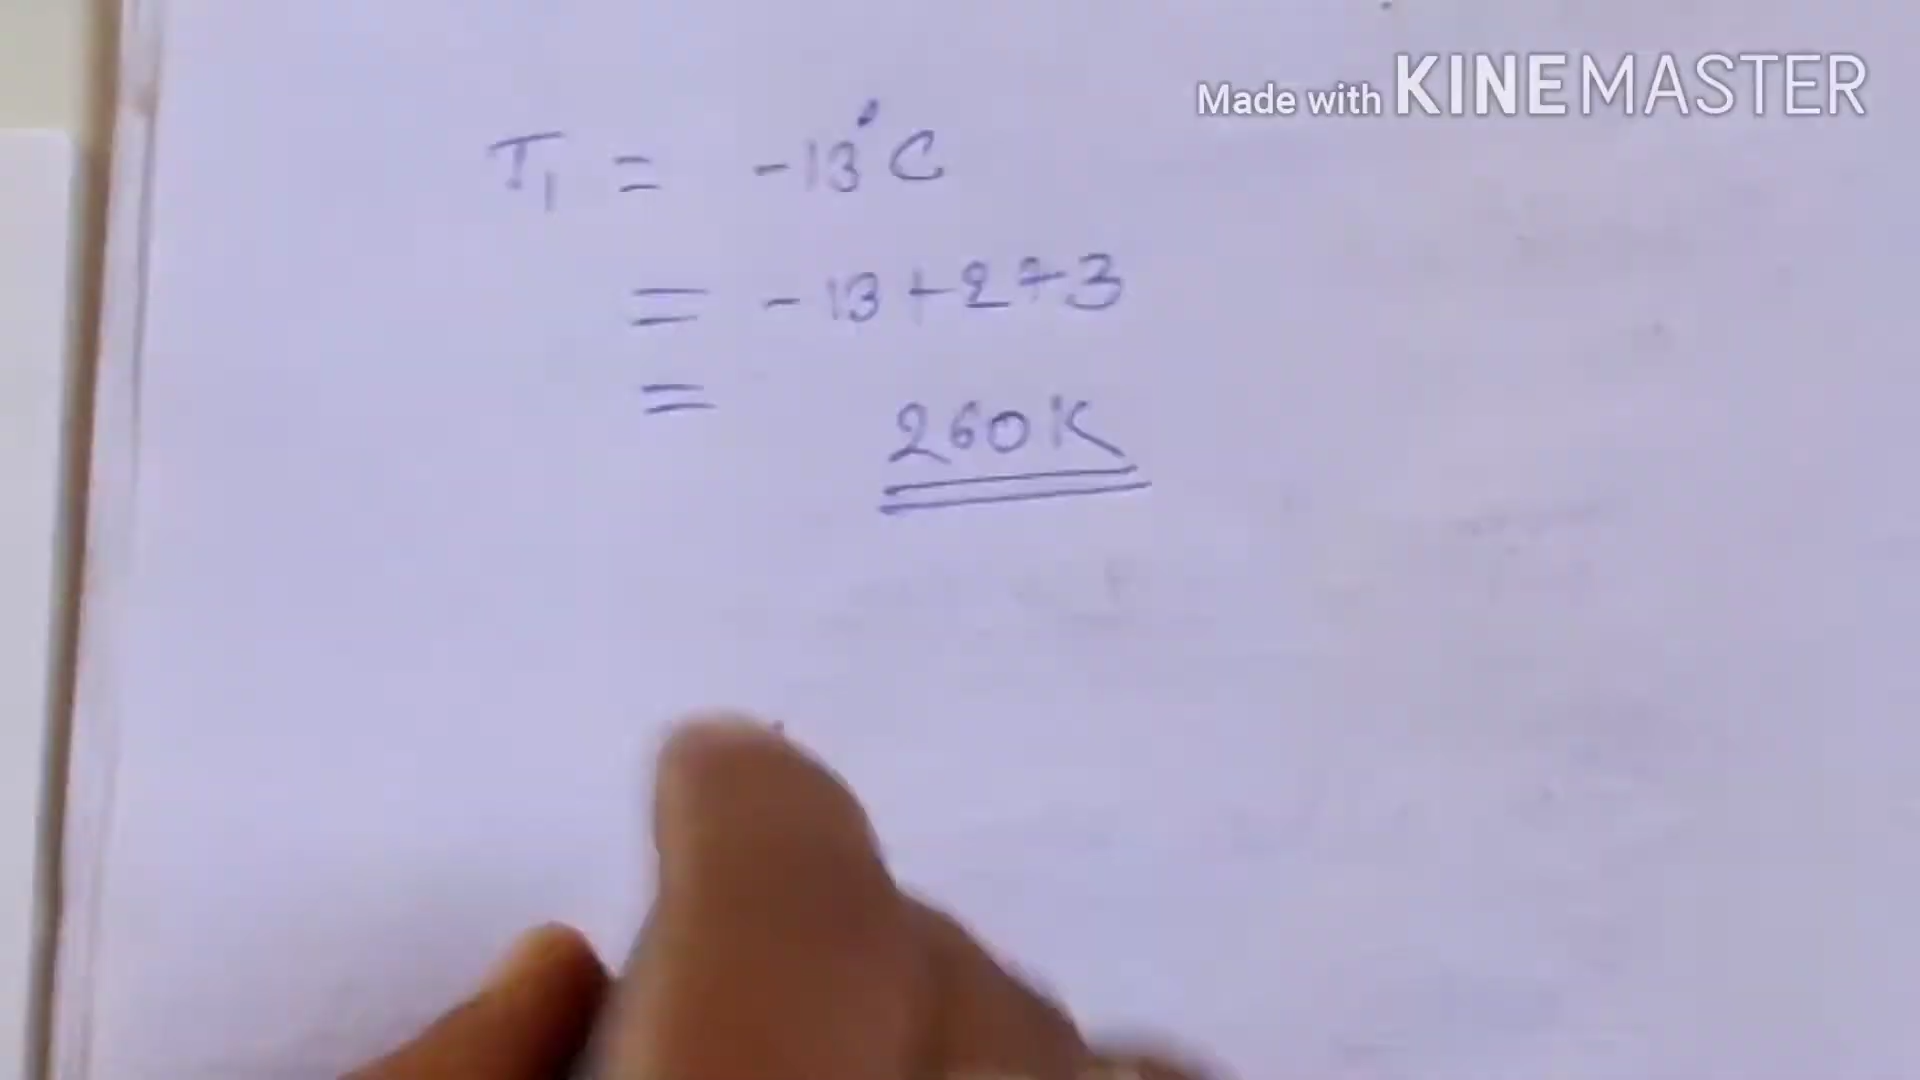 Made with KINEMASTER
T₁ = -13°C
= -13 + 273
= 260K